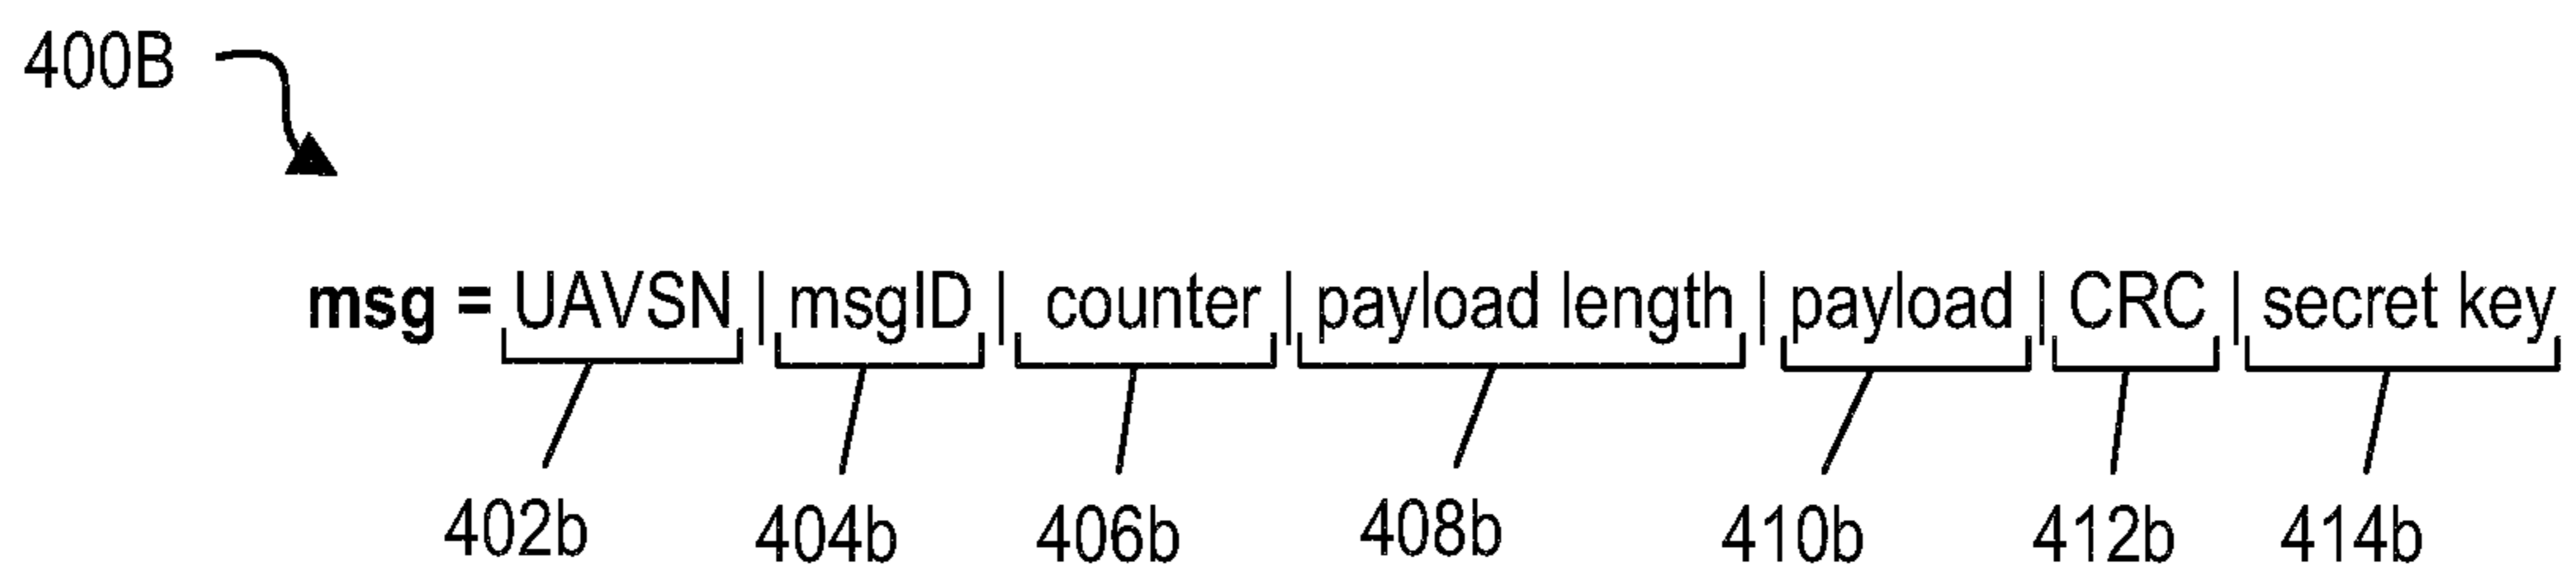 400B
msg = UAVSN | msgID | counter | payload length | payload | CRC | secret key
402b 404b 406b 408b 410b 412b 414b